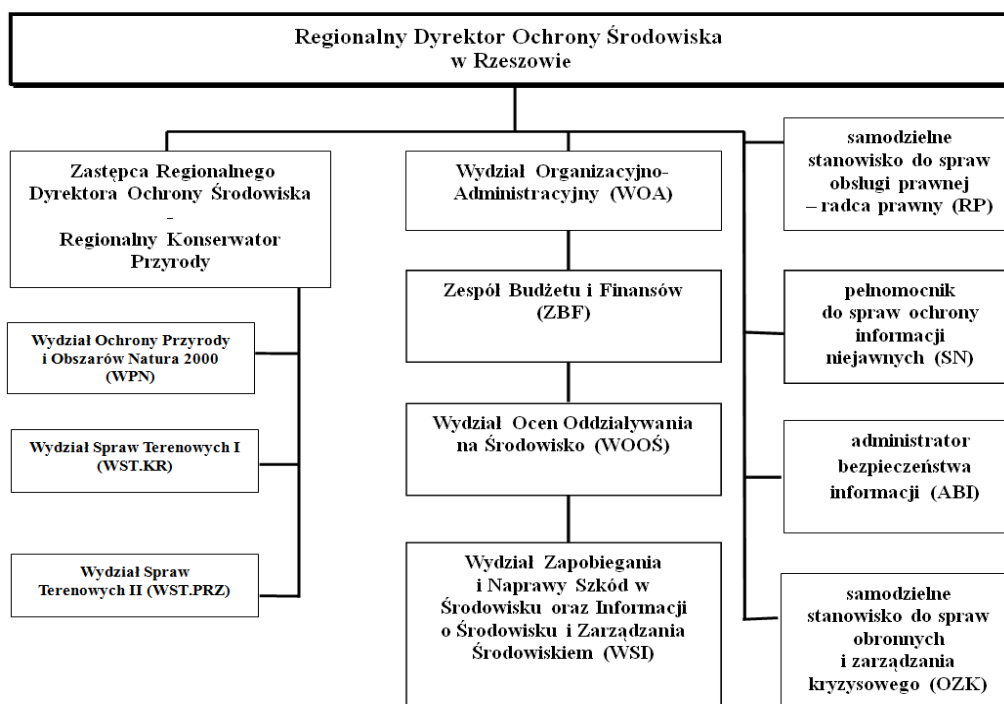 Regionalny Dyrektor Ochrony Środowiska
w Rzeszowie
Zastępca Regionalnego
Dyrektora Ochrony Środowiska
–
Regionalny Konserwator
Przyrody
Wydział Ochrony Przyrody
i Obszarów Natura 2000
(WPN)
Wydział Spraw Terenowych I
(WST.KR)
Wydział Spraw
Terenowych II (WST.PRZ)
Wydział Organizacyjno-
Administracyjny (WOA)
Zespół Budżetu i Finansów
(ZBF)
Wydział Ocen Oddziaływania
na Środowisko (WOOŚ)
Wydział Zapobiegania
i Naprawy Szkód w
Środowisku oraz Informacji
o Środowisku i Zarządzania
Środowiskiem (WSI)
samodzielne
stanowisko do spraw
obsługi prawnej
– radca prawny (RP)
pełnomocnik
do spraw ochrony
informacji
niejawnych (SN)
administrator
bezpieczeństwa
informacji (ABI)
samodzielne
stanowisko do spraw
obronnych
i zarządzania
kryzysowego (OZK)